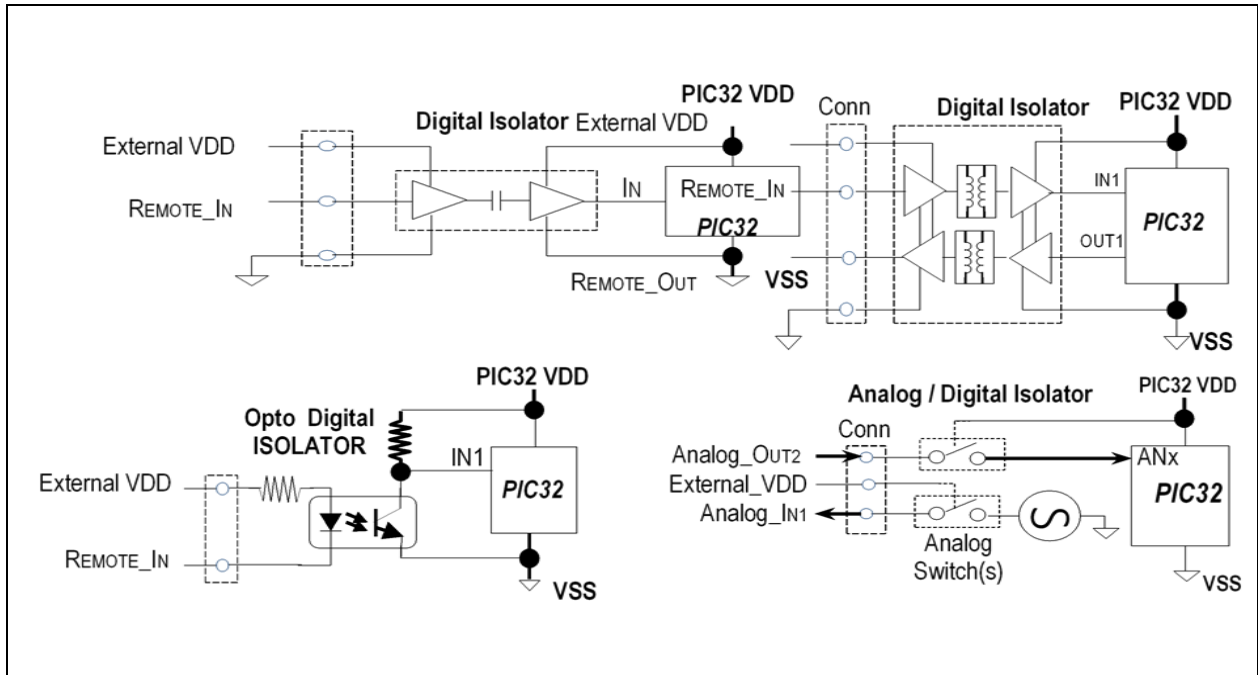 PIC32 VDD
Digital Isolator
External VDD
External VDD
REMOTE_IN
IN
REMOTE_IN
PIC32
REMOTE_OUT
VSS
Conn
Digital Isolator
PIC32 VDD
IN1
OUT1
PIC32
VSS
PIC32 VDD
Opto Digital
ISOLATOR
IN1
PIC32
External VDD
REMOTE_IN
VSS
Analog / Digital Isolator
PIC32 VDD
Conn
Analog_OUT2
External_VDD
Analog_IN1
ANx
PIC32
Analog
Switch(s)
VSS